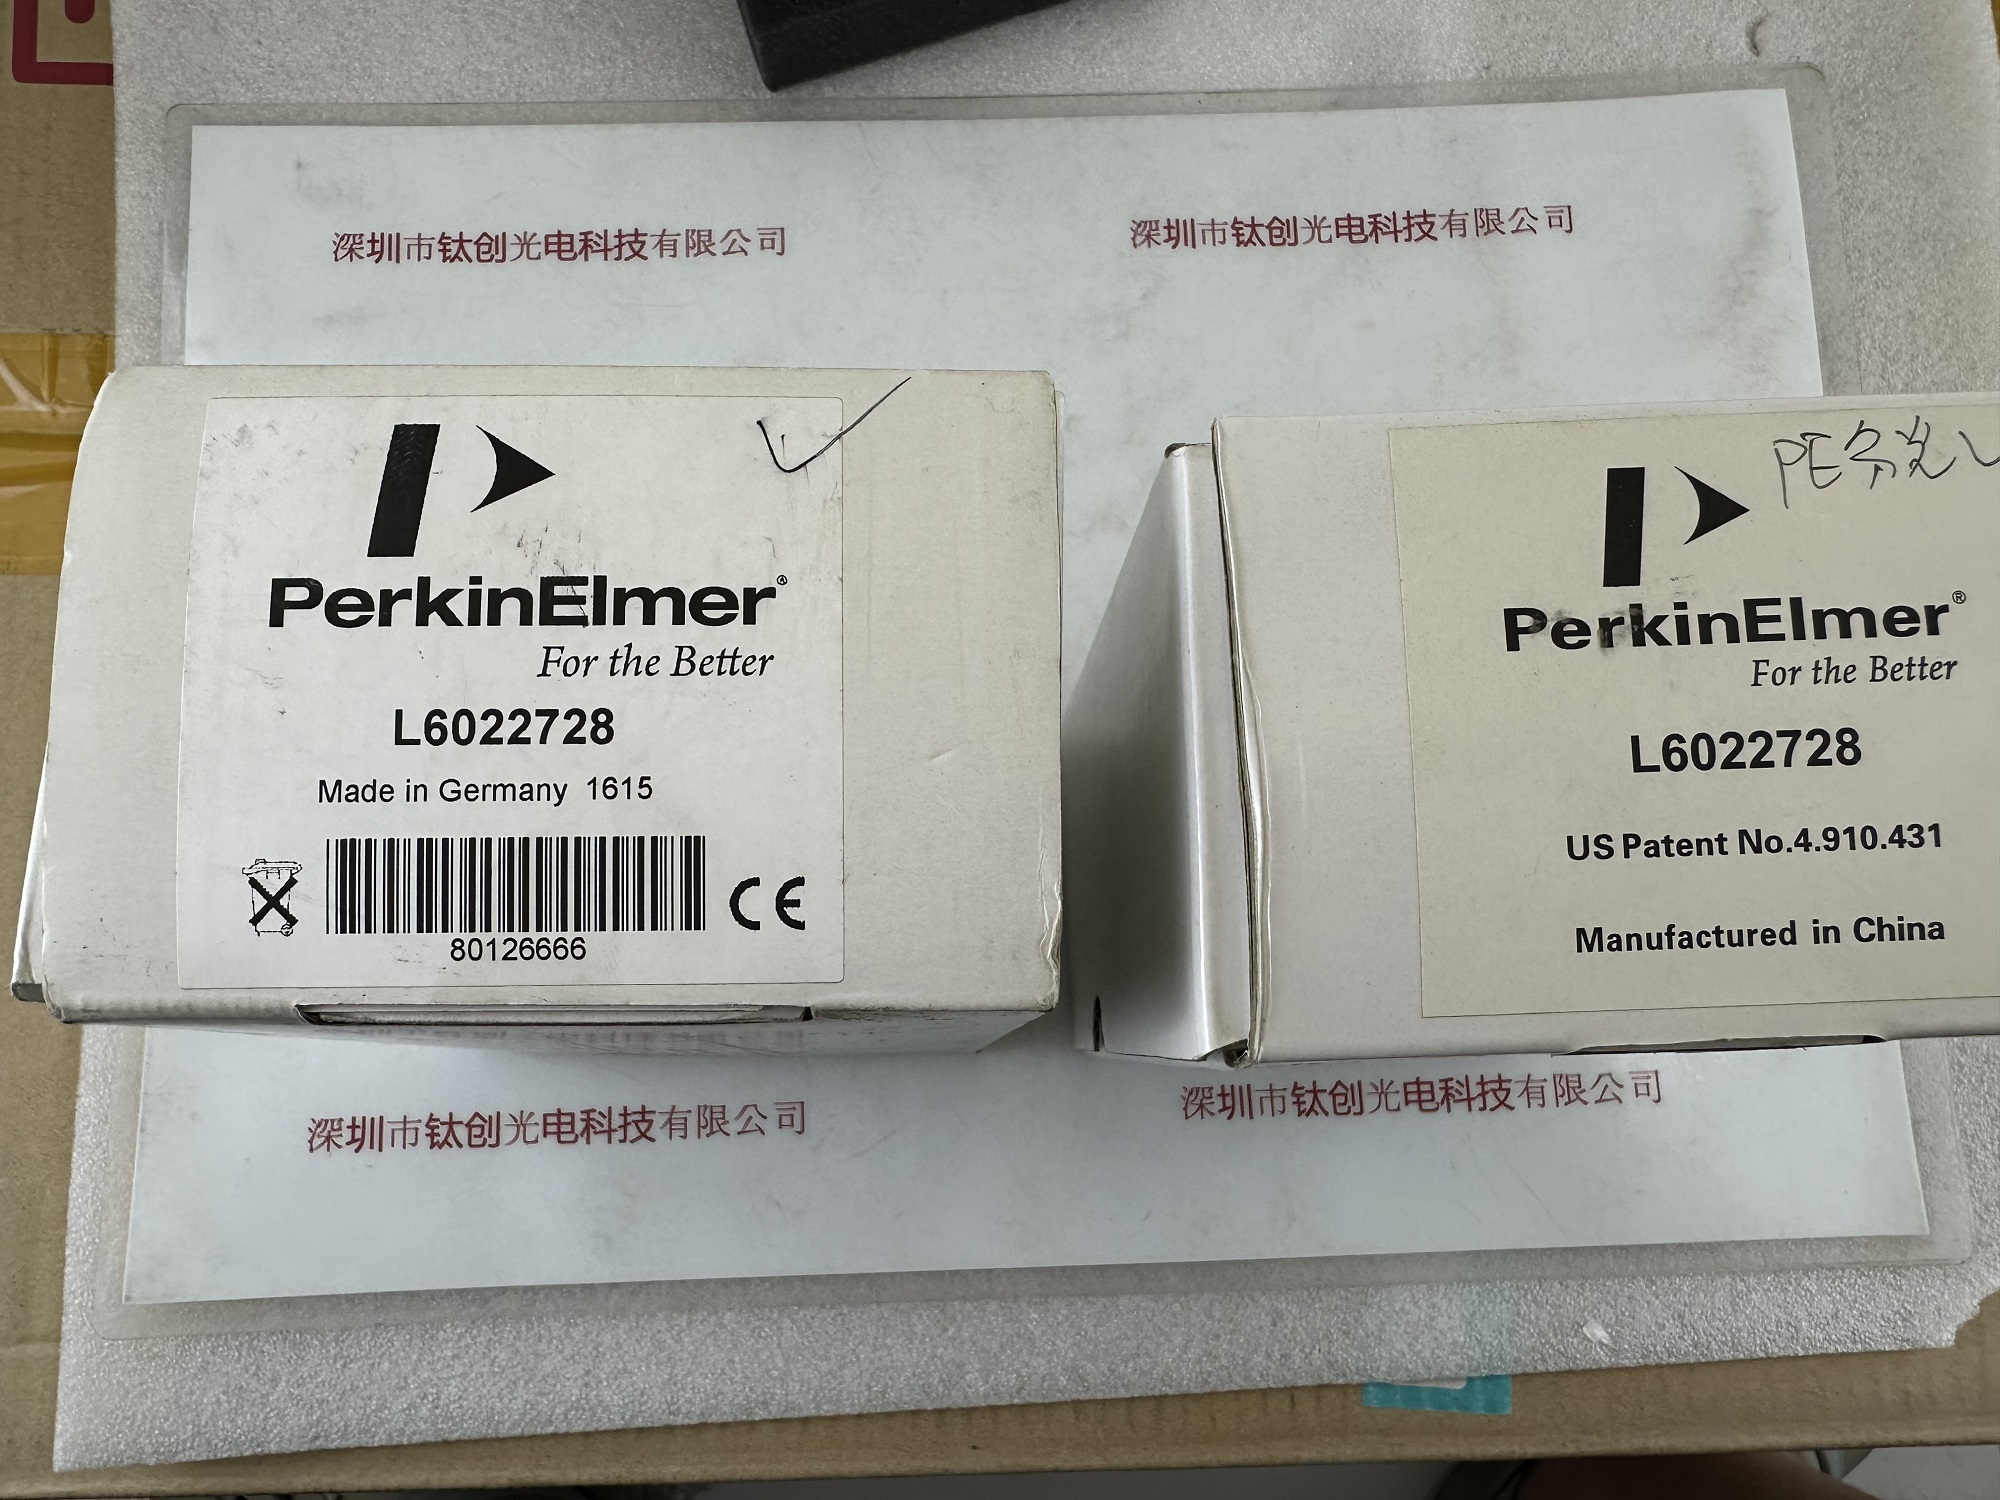 深圳市钛创光电科技有限公司
深圳市钛创光电科技有限公司
PerkinElmer®
For the Better
L6022728
Made in Germany 1615
80126666
CE
PE
PerkinElmer®
For the Better
L6022728
US Patent No.4.910.431
Manufactured in China
深圳市钛创光电科技有限公司
深圳市钛创光电科技有限公司